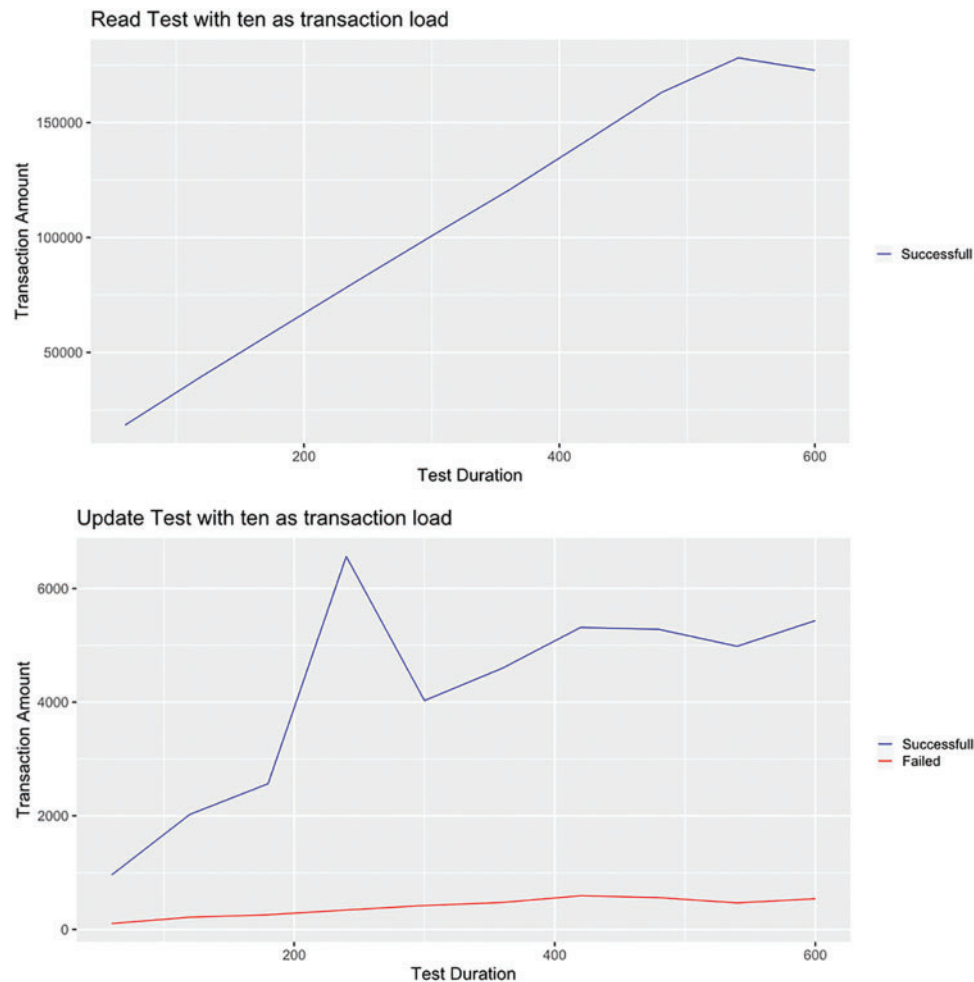 Read Test with ten as transaction load
Transaction Amount
150000
100000
50000
200
400
600
Test Duration
Successfull
Update Test with ten as transaction load
Transaction Amount
6000
4000
2000
0
200
400
600
Test Duration
Successfull
Failed